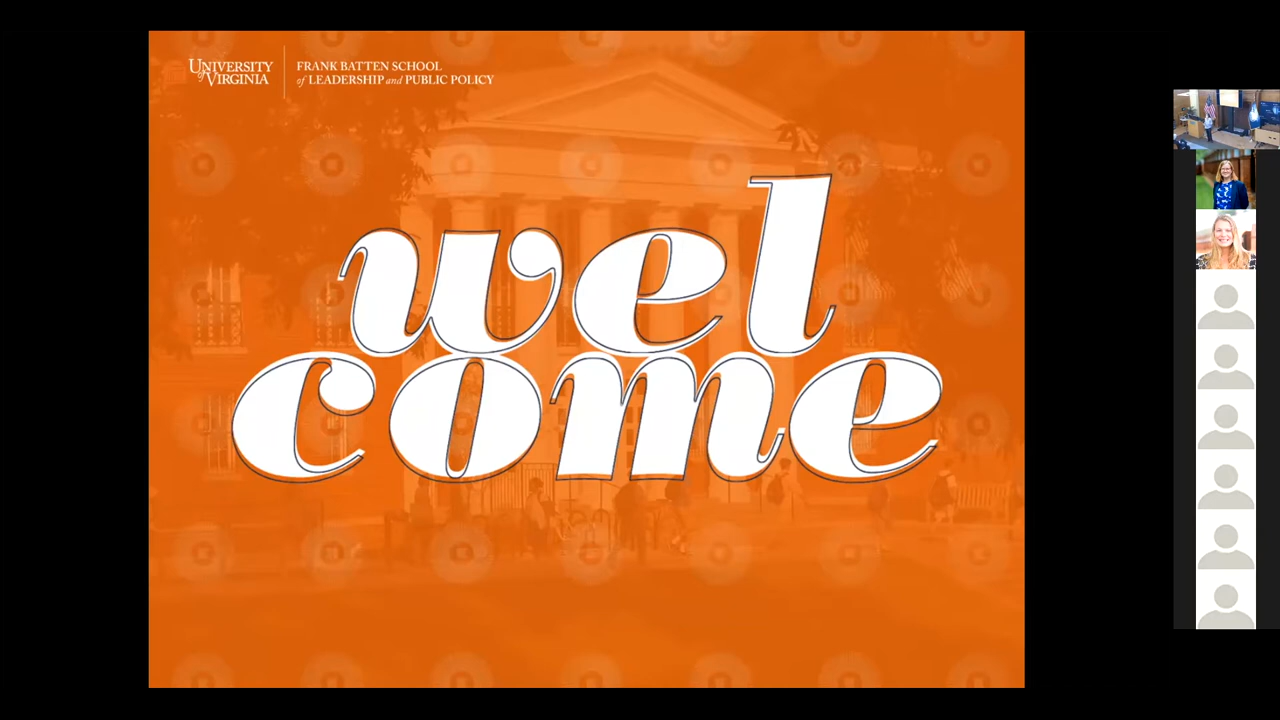 UNIVERSITY of VIRGINIA
FRANK BATTEN SCHOOL
of LEADERSHIP and PUBLIC POLICY
wel
come